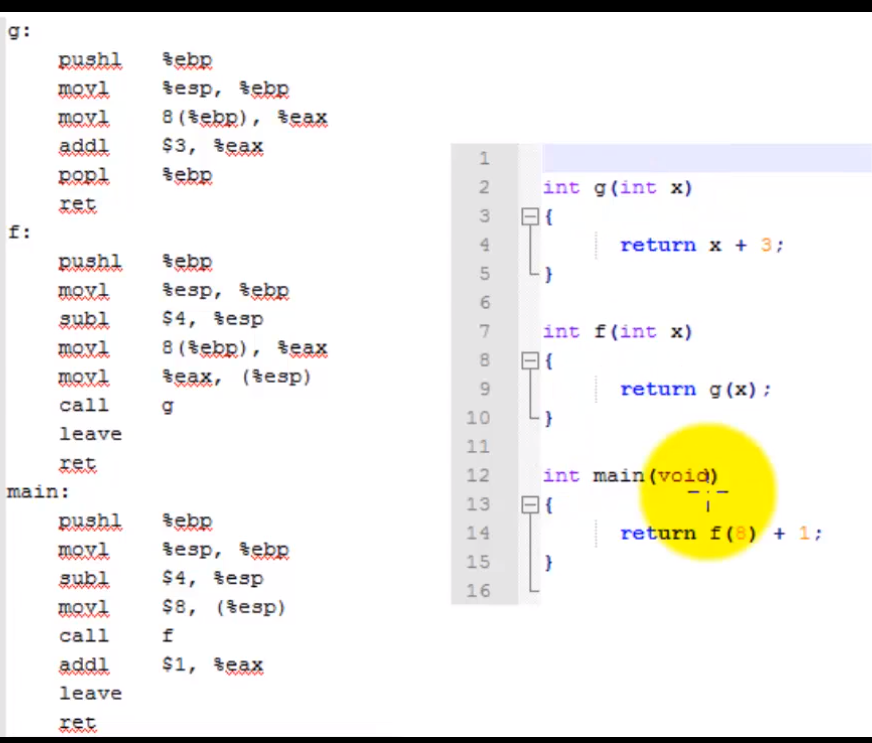 g:
pushl %ebp
movl %esp, %ebp
movl 8(%ebp), %eax
addl $3, %eax
popl %ebp
ret
f:
pushl %ebp
movl %esp, %ebp
subl $4, %esp
movl 8(%ebp), %eax
movl %eax, (%esp)
call g
leave
ret
main:
pushl %ebp
movl %esp, %ebp
subl $4, %esp
movl $8, (%esp)
call f
addl $1, %eax
leave
ret
1
2 int g(int x)
3 {
4 return x + 3;
5 }
6
7 int f(int x)
8 {
9 return g(x);
10 }
11
12 int main(void)
13 {
14 return f(8) + 1;
15 }
16